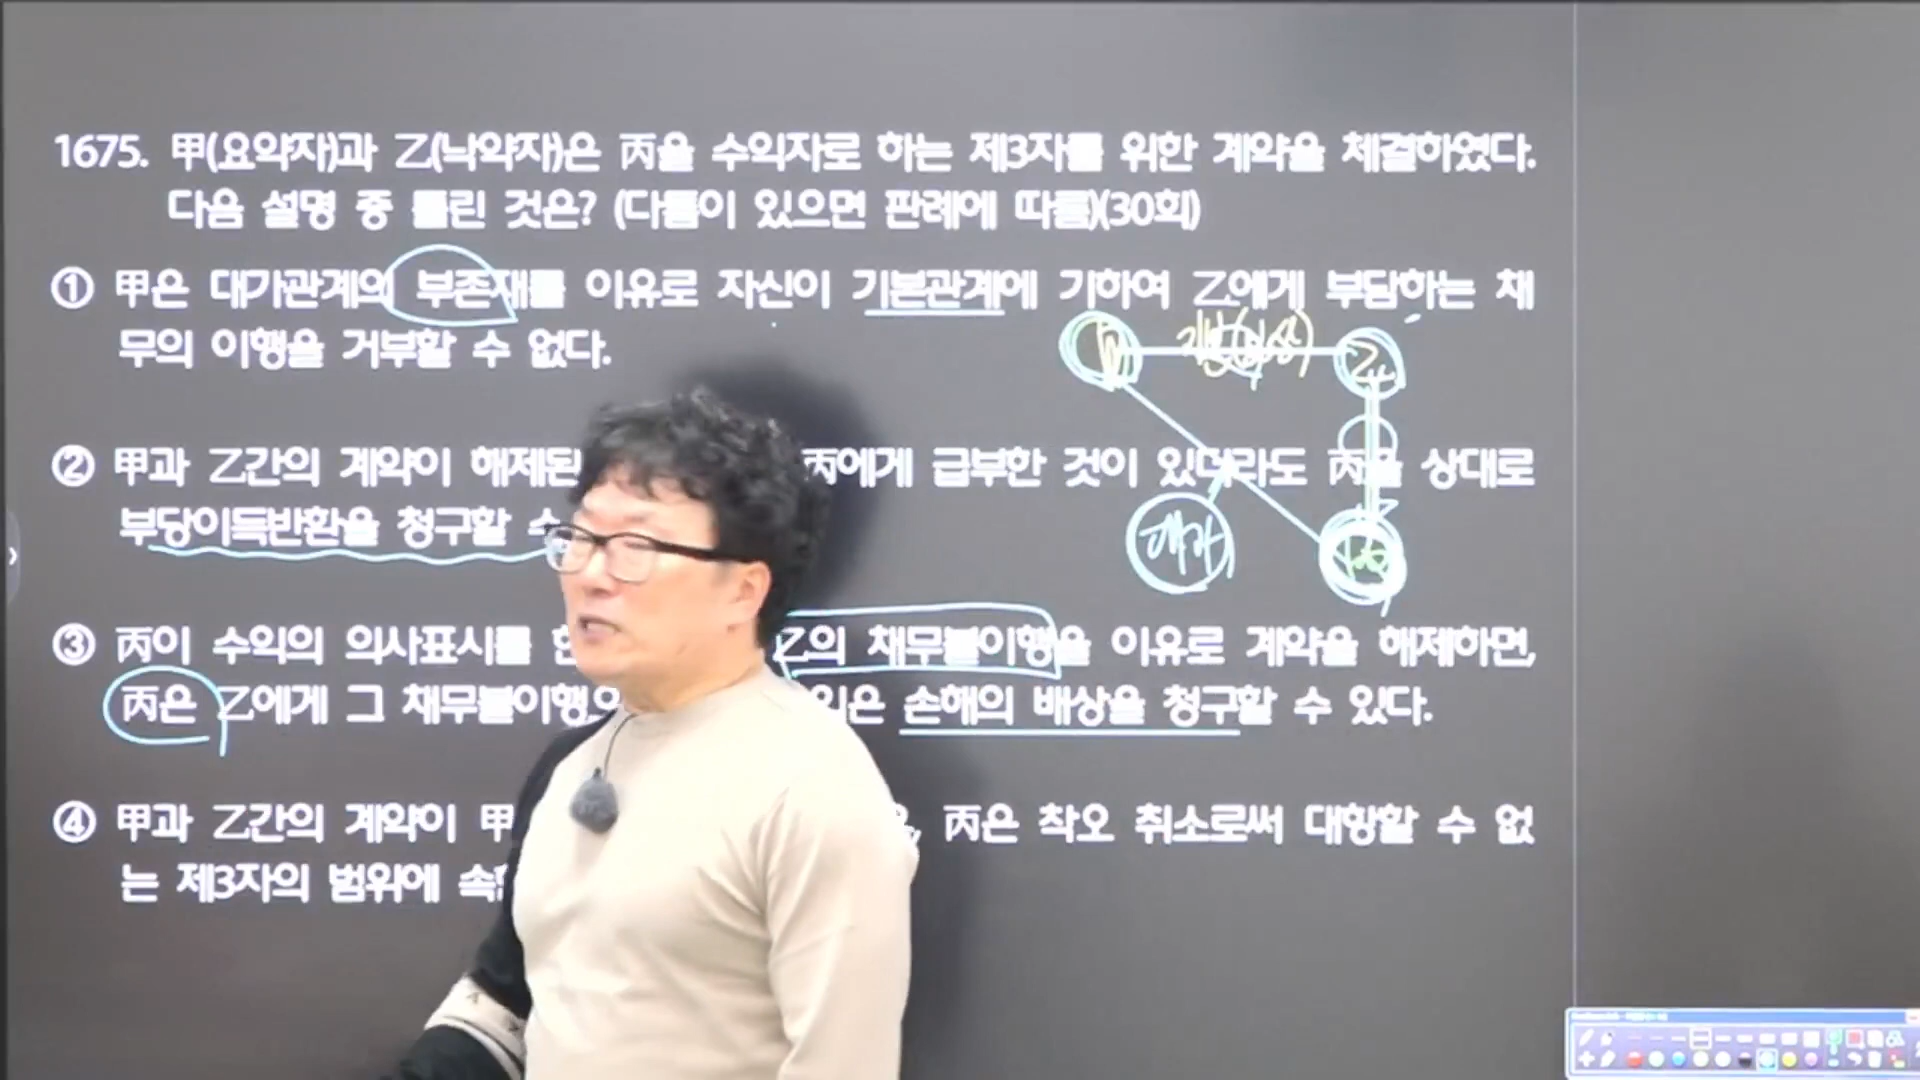 1675. 甲(요약자)과 乙(낙약자)은 丙을 수익자로 하는 제3자를 위한 계약을 체결하였다.
다음 설명 중 틀린 것은? (다툼이 있으면 판례에 따름)(30회)
① 甲은 대가관계의 부존재를 이유로 자신이 기본관계에 기하여 乙에게 부담하는 채
무의 이행을 거부할 수 없다.
甲 기본(보상) 乙
② 甲과 乙간의 계약이 해제된 丙에게 급부한 것이 있더라도 丙을 상대로
부당이득반환을 청구할 수
대가 丙
③ 丙이 수익의 의사표시를 한 乙의 채무불이행을 이유로 계약을 해제하면,
丙은 乙에게 그 채무불이행으 입은 손해의 배상을 청구할 수 있다.
④ 甲과 乙간의 계약이 甲 丙은 착오 취소로써 대항할 수 없
는 제3자의 범위에 속